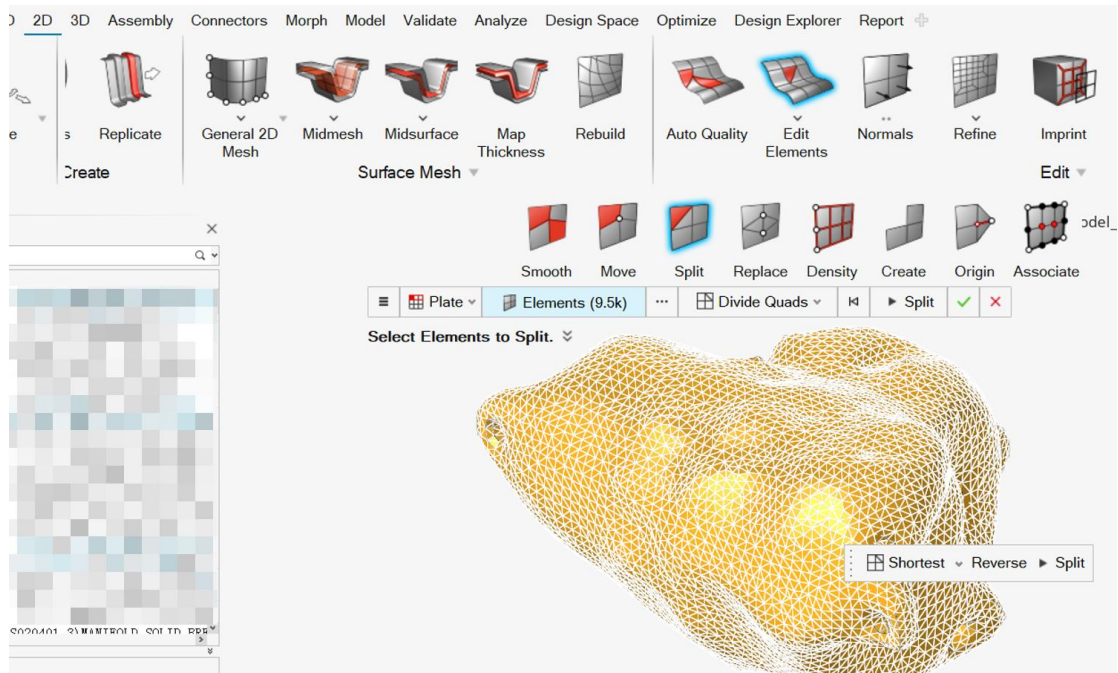 2D 3D Assembly Connectors Morph Model Validate Analyze Design Space Optimize Design Explorer Report
Replicate General 2D Mesh Midmesh Midsurface Map Thickness Rebuild Auto Quality Edit Elements Normals Refine Imprint
Create Surface Mesh Edit
Smooth Move Split Replace Density Create Origin Associate
Plate Elements (9.5k) ... Divide Quads Split
Select Elements to Split.
Shortest Reverse Split